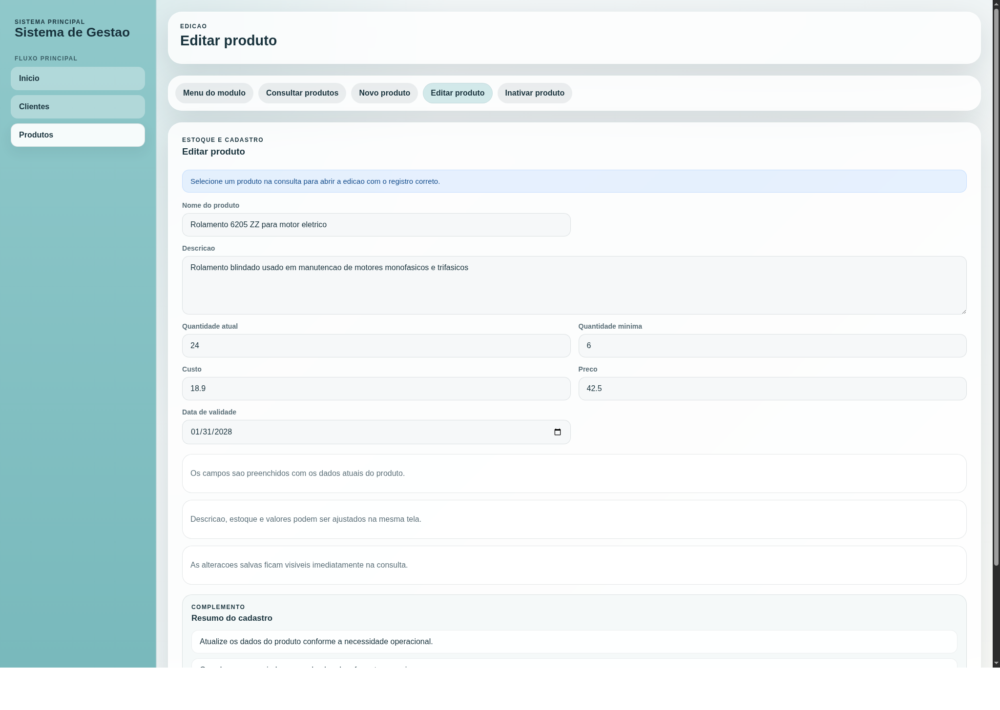 SISTEMA PRINCIPAL
Sistema de Gestao
FLUXO PRINCIPAL
Inicio
Clientes
Produtos
EDICAO
Editar produto
Menu do modulo
Consultar produtos
Novo produto
Editar produto
Inativar produto
ESTOQUE E CADASTRO
Editar produto
Selecione um produto na consulta para abrir a edicao com o registro correto.
Nome do produto
Rolamento 6205 ZZ para motor eletrico
Descricao
Rolamento blindado usado em manutencao de motores monofasicos e trifasicos
Quantidade atual
Quantidade minima
24
6
Custo
Preco
18.9
42.5
Data de validade
01/31/2028
Os campos sao preenchidos com os dados atuais do produto.
Descricao, estoque e valores podem ser ajustados na mesma tela.
As alteracoes salvas ficam visiveis imediatamente na consulta.
COMPLEMENTO
Resumo do cadastro
Atualize os dados do produto conforme a necessidade operacional.